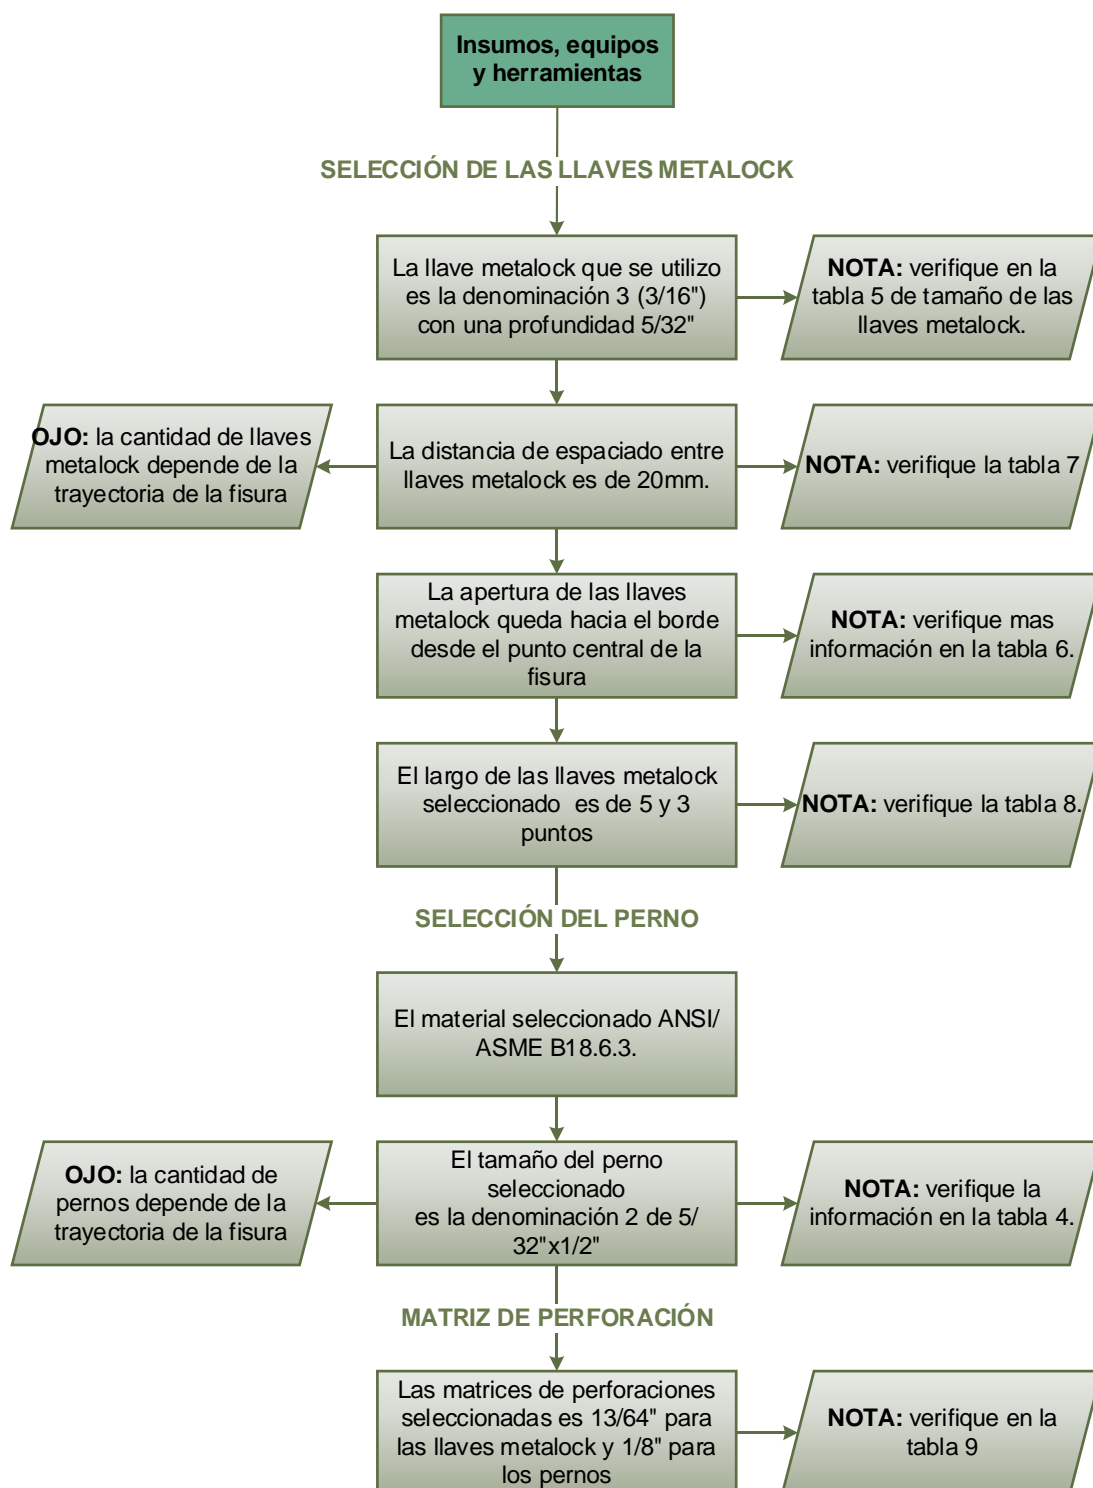 Insumos, equipos
y herramientas
SELECCIÓN DE LAS LLAVES METALOCK
La llave metalock que se utilizo
es la denominación 3 (3/16")
con una profundidad 5/32"
NOTA: verifique en la
tabla 5 de tamaño de las
llaves metalock.
OJO: la cantidad de llaves
metalock depende de la
trayectoria de la fisura
La distancia de espaciado entre
llaves metalock es de 20mm.
NOTA: verifique la tabla 7
La apertura de las llaves
metalock queda hacia el borde
desde el punto central de la
fisura
NOTA: verifique mas
información en la tabla 6.
El largo de las llaves metalock
seleccionado es de 5 y 3
puntos
NOTA: verifique la tabla 8.
SELECCIÓN DEL PERNO
El material seleccionado ANSI/
ASME B18.6.3.
OJO: la cantidad de
pernos depende de la
trayectoria de la fisura
El tamaño del perno
seleccionado
es la denominación 2 de 5/
32"x1/2"
NOTA: verifique la
información en la tabla 4.
MATRIZ DE PERFORACIÓN
Las matrices de perforaciones
seleccionadas es 13/64" para
las llaves metalock y 1/8" para
los pernos
NOTA: verifique en la
tabla 9